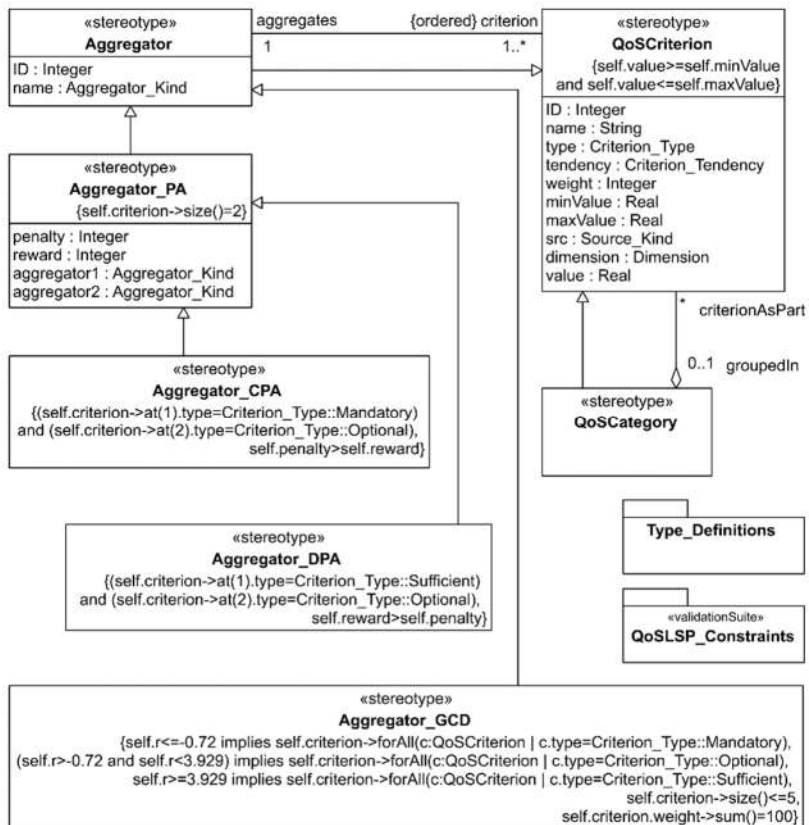 «stereotype»
Aggregator
ID : Integer
name : Aggregator_Kind
aggregates
{ordered} criterion
1
1..*
«stereotype»
QoSCriterion
{self.value>=self.minValue
and self.value<=self.maxValue}
ID : Integer
name : String
type : Criterion_Type
tendency : Criterion_Tendency
weight : Integer
minValue : Real
maxValue : Real
src : Source_Kind
dimension : Dimension
value : Real
«stereotype»
Aggregator_PA
{self.criterion->size()=2}
penalty : Integer
reward : Integer
aggregator1 : Aggregator_Kind
aggregator2 : Aggregator_Kind
*
criterionAsPart
0..1
groupedIn
«stereotype»
QoSCategory
«stereotype»
Aggregator_CPA
{(self.criterion->at(1).type=Criterion_Type::Mandatory)
and (self.criterion->at(2).type=Criterion_Type::Optional),
self.penalty>self.reward}
Type_Definitions
«stereotype»
Aggregator_DPA
{(self.criterion->at(1).type=Criterion_Type::Sufficient)
and (self.criterion->at(2).type=Criterion_Type::Optional),
self.reward>self.penalty}
«validationSuite»
QoSLSP_Constraints
«stereotype»
Aggregator_GCD
{self.r<=-0.72 implies self.criterion->forAll(c:QoSCriterion | c.type=Criterion_Type::Mandatory),
(self.r>-0.72 and self.r<3.929) implies self.criterion->forAll(c:QoSCriterion | c.type=Criterion_Type::Optional),
self.r>=3.929 implies self.criterion->forAll(c:QoSCriterion | c.type=Criterion_Type::Sufficient),
self.criterion->size()<=5,
self.criterion.weight->sum()=100}